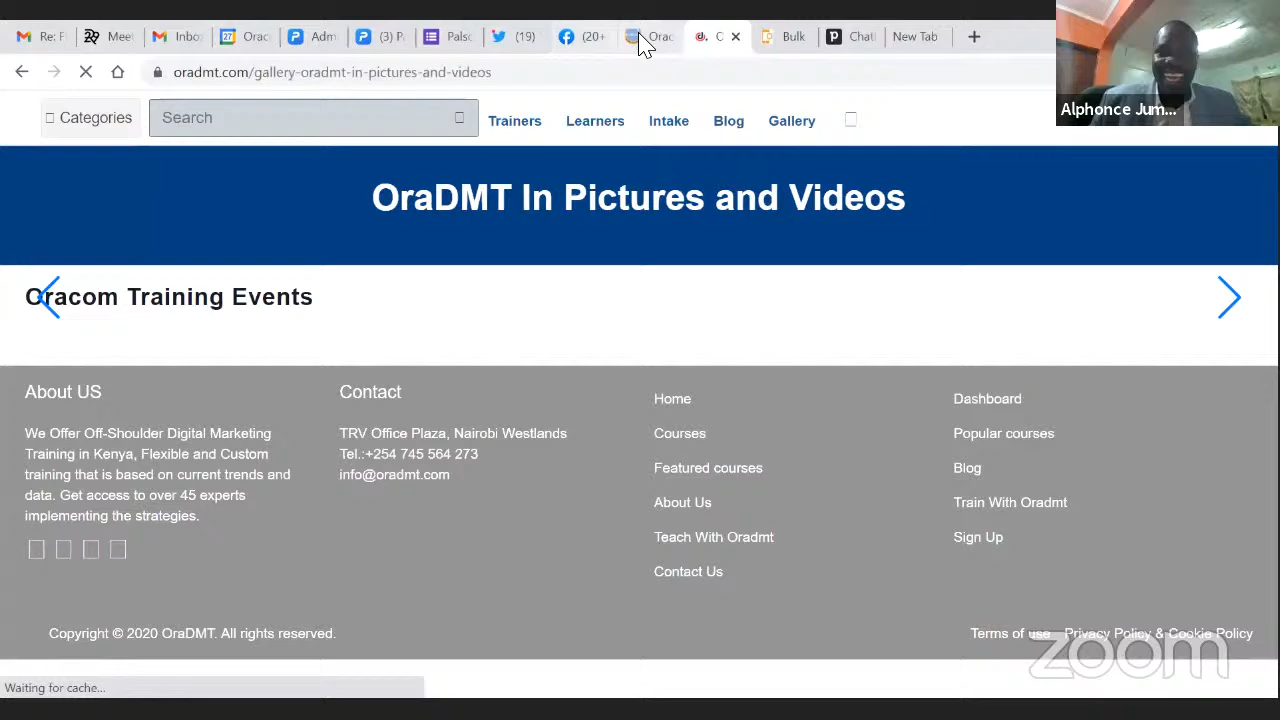 Re: F
Meet
Inbo
27
Orac
Adm
(3) P
Palsc
(19)
(20+
Orac
Bulk
Chatl
New Tab
oradmt.com/gallery-oradmt-in-pictures-and-videos
Alphonce Jum...
Categories
Search
Trainers
Learners
Intake
Blog
Gallery
OraDMT In Pictures and Videos
Oracom Training Events
About US
We Offer Off-Shoulder Digital Marketing
Training in Kenya, Flexible and Custom
training that is based on current trends and
data. Get access to over 45 experts
implementing the strategies.
Contact
TRV Office Plaza, Nairobi Westlands
Tel.:+254 745 564 273
info@oradmt.com
Home
Courses
Featured courses
About Us
Teach With Oradmt
Contact Us
Dashboard
Popular courses
Blog
Train With Oradmt
Sign Up
Copyright © 2020 OraDMT. All rights reserved.
Terms of use
Privacy Policy & Cookie Policy
zoom
Waiting for cache...